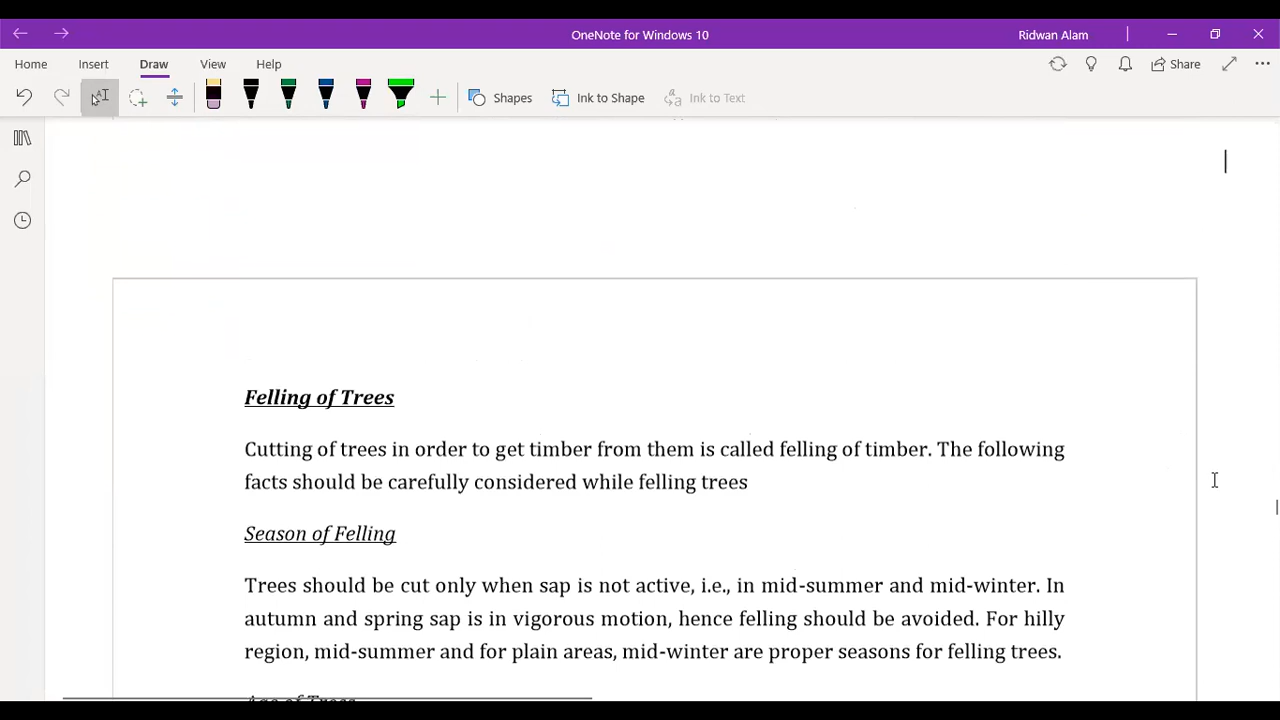 OneNote for Windows 10
Ridwan Alam
Home Insert Draw View Help
Share
Shapes Ink to Shape Ink to Text
Felling of Trees
Cutting of trees in order to get timber from them is called felling of timber. The following
facts should be carefully considered while felling trees
Season of Felling
Trees should be cut only when sap is not active, i.e., in mid-summer and mid-winter. In
autumn and spring sap is in vigorous motion, hence felling should be avoided. For hilly
region, mid-summer and for plain areas, mid-winter are proper seasons for felling trees.
Age of Trees